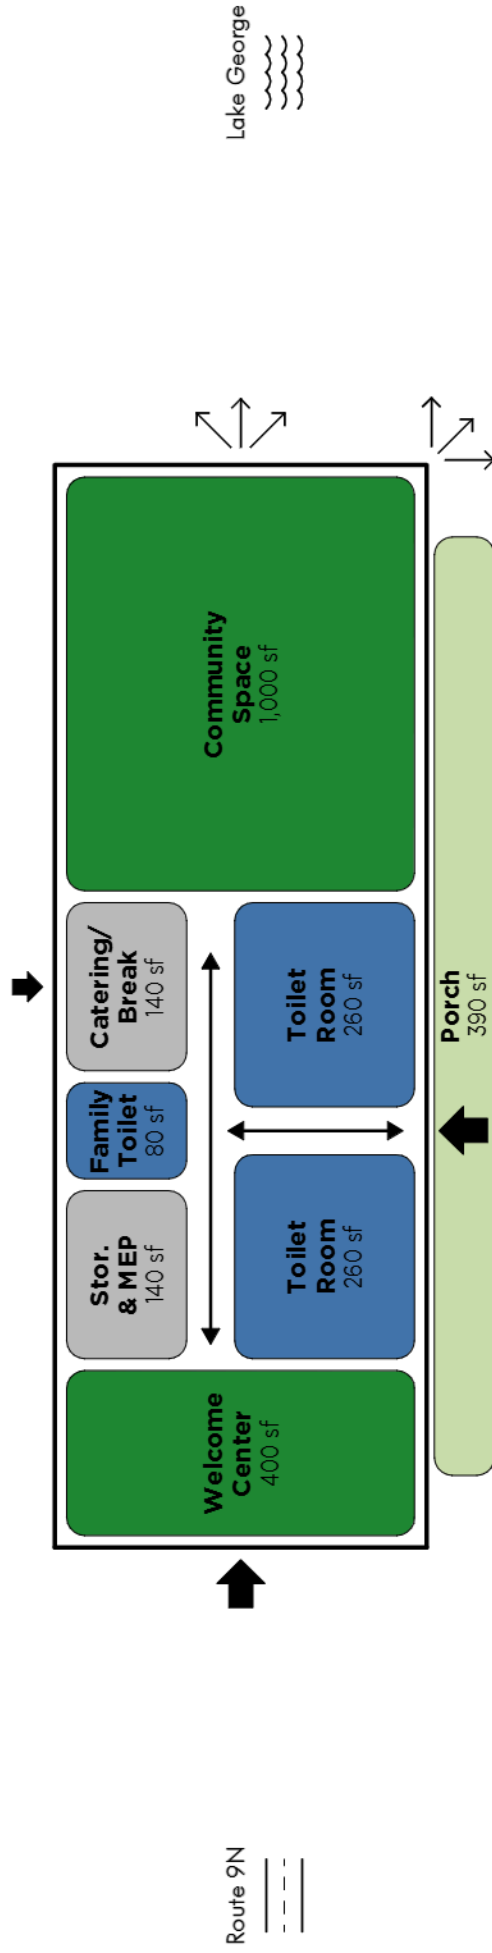 Route 9N
Lake George
Stor.
& MEP
140 sf
Family
Toilet
80 sf
Catering/
Break
140 sf
Welcome
Center
400 sf
Toilet
Room
260 sf
Toilet
Room
260 sf
Community
Space
1,000 sf
Porch
390 sf